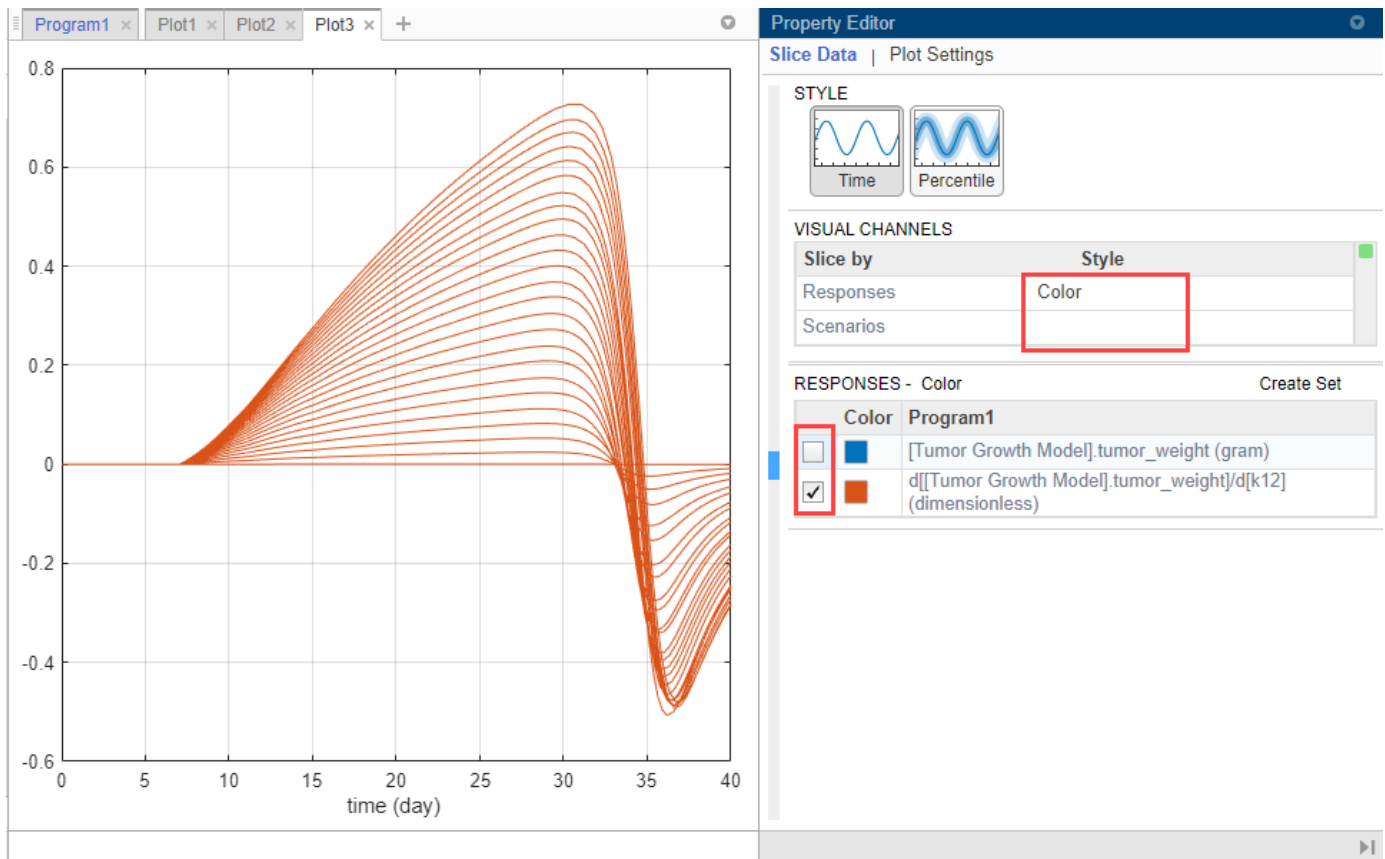 Program1 × Plot1 × Plot2 × Plot3 × +
0.8
0.6
0.4
0.2
0
-0.2
-0.4
-0.6
0 5 10 15 20 25 30 35 40
time (day)
Property Editor
Slice Data | Plot Settings
STYLE
Time Percentile
VISUAL CHANNELS
Slice by Style
Responses Color
Scenarios
RESPONSES - Color Create Set
Color Program1
[Tumor Growth Model].tumor_weight (gram)
d[[Tumor Growth Model].tumor_weight]/d[k12]
(dimensionless)